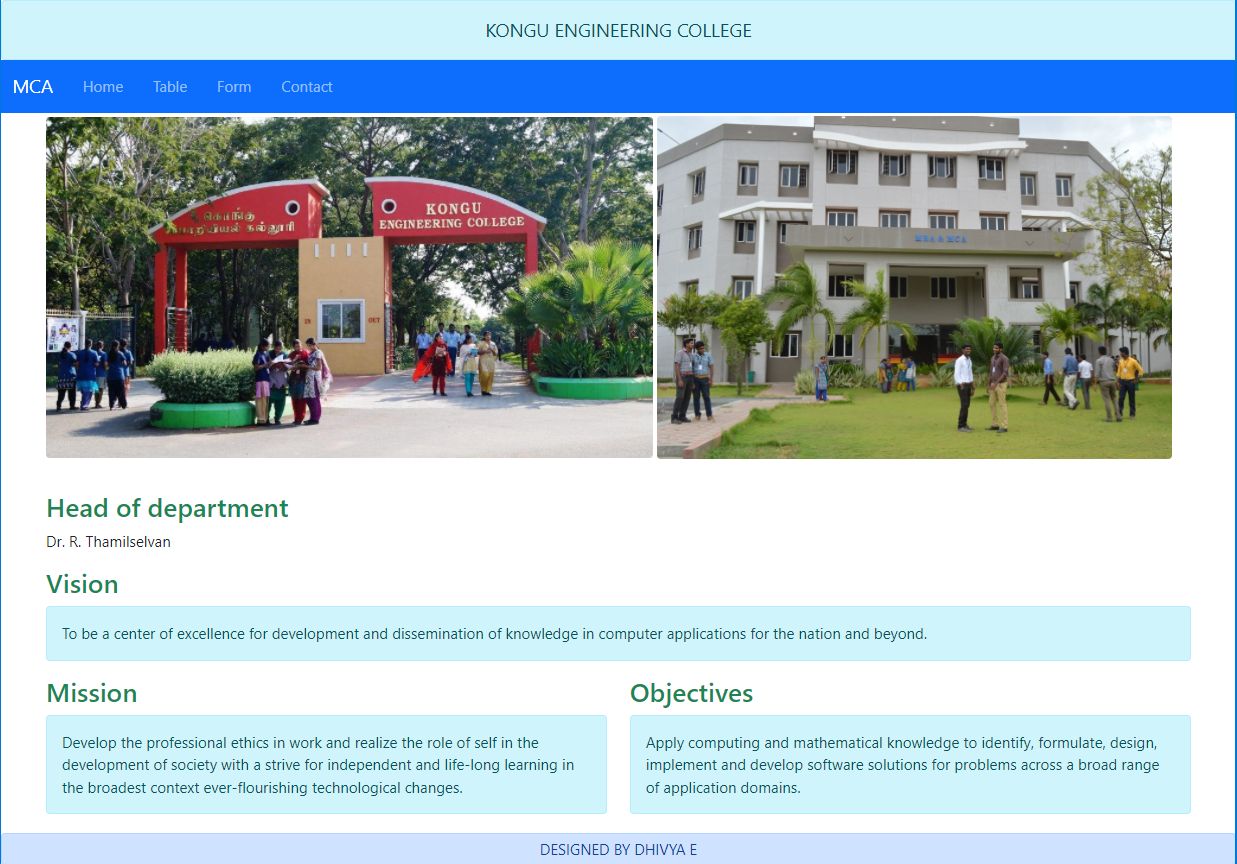 KONGU ENGINEERING COLLEGE
MCA Home Table Form Contact
கொங்கு
கல்லூரி
KONGU
ENGINEERING COLLEGE
IN OUT
MBA & MCA
Head of department
Dr. R. Thamilselvan
Vision
To be a center of excellence for development and dissemination of knowledge in computer applications for the nation and beyond.
Mission
Develop the professional ethics in work and realize the role of self in the
development of society with a strive for independent and life-long learning in
the broadest context ever-flourishing technological changes.
Objectives
Apply computing and mathematical knowledge to identify, formulate, design,
implement and develop software solutions for problems across a broad range
of application domains.
DESIGNED BY DHIVYA E